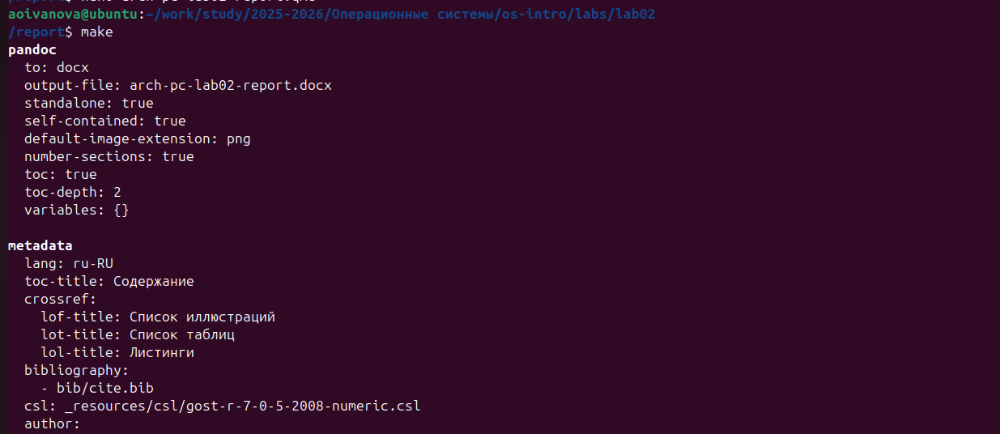 aoivanova@ubuntu:~/work/study/2025-2026/Операционные системы/os-intro/labs/lab02
/report$ make
pandoc
  to: docx
  output-file: arch-pc-lab02-report.docx
  standalone: true
  self-contained: true
  default-image-extension: png
  number-sections: true
  toc: true
  toc-depth: 2
  variables: {}

metadata
  lang: ru-RU
  toc-title: Содержание
  crossref:
    lof-title: Список иллюстраций
    lot-title: Список таблиц
    lol-title: Листинги
  bibliography:
    - bib/cite.bib
  csl: _resources/csl/gost-r-7-0-5-2008-numeric.csl
  author: